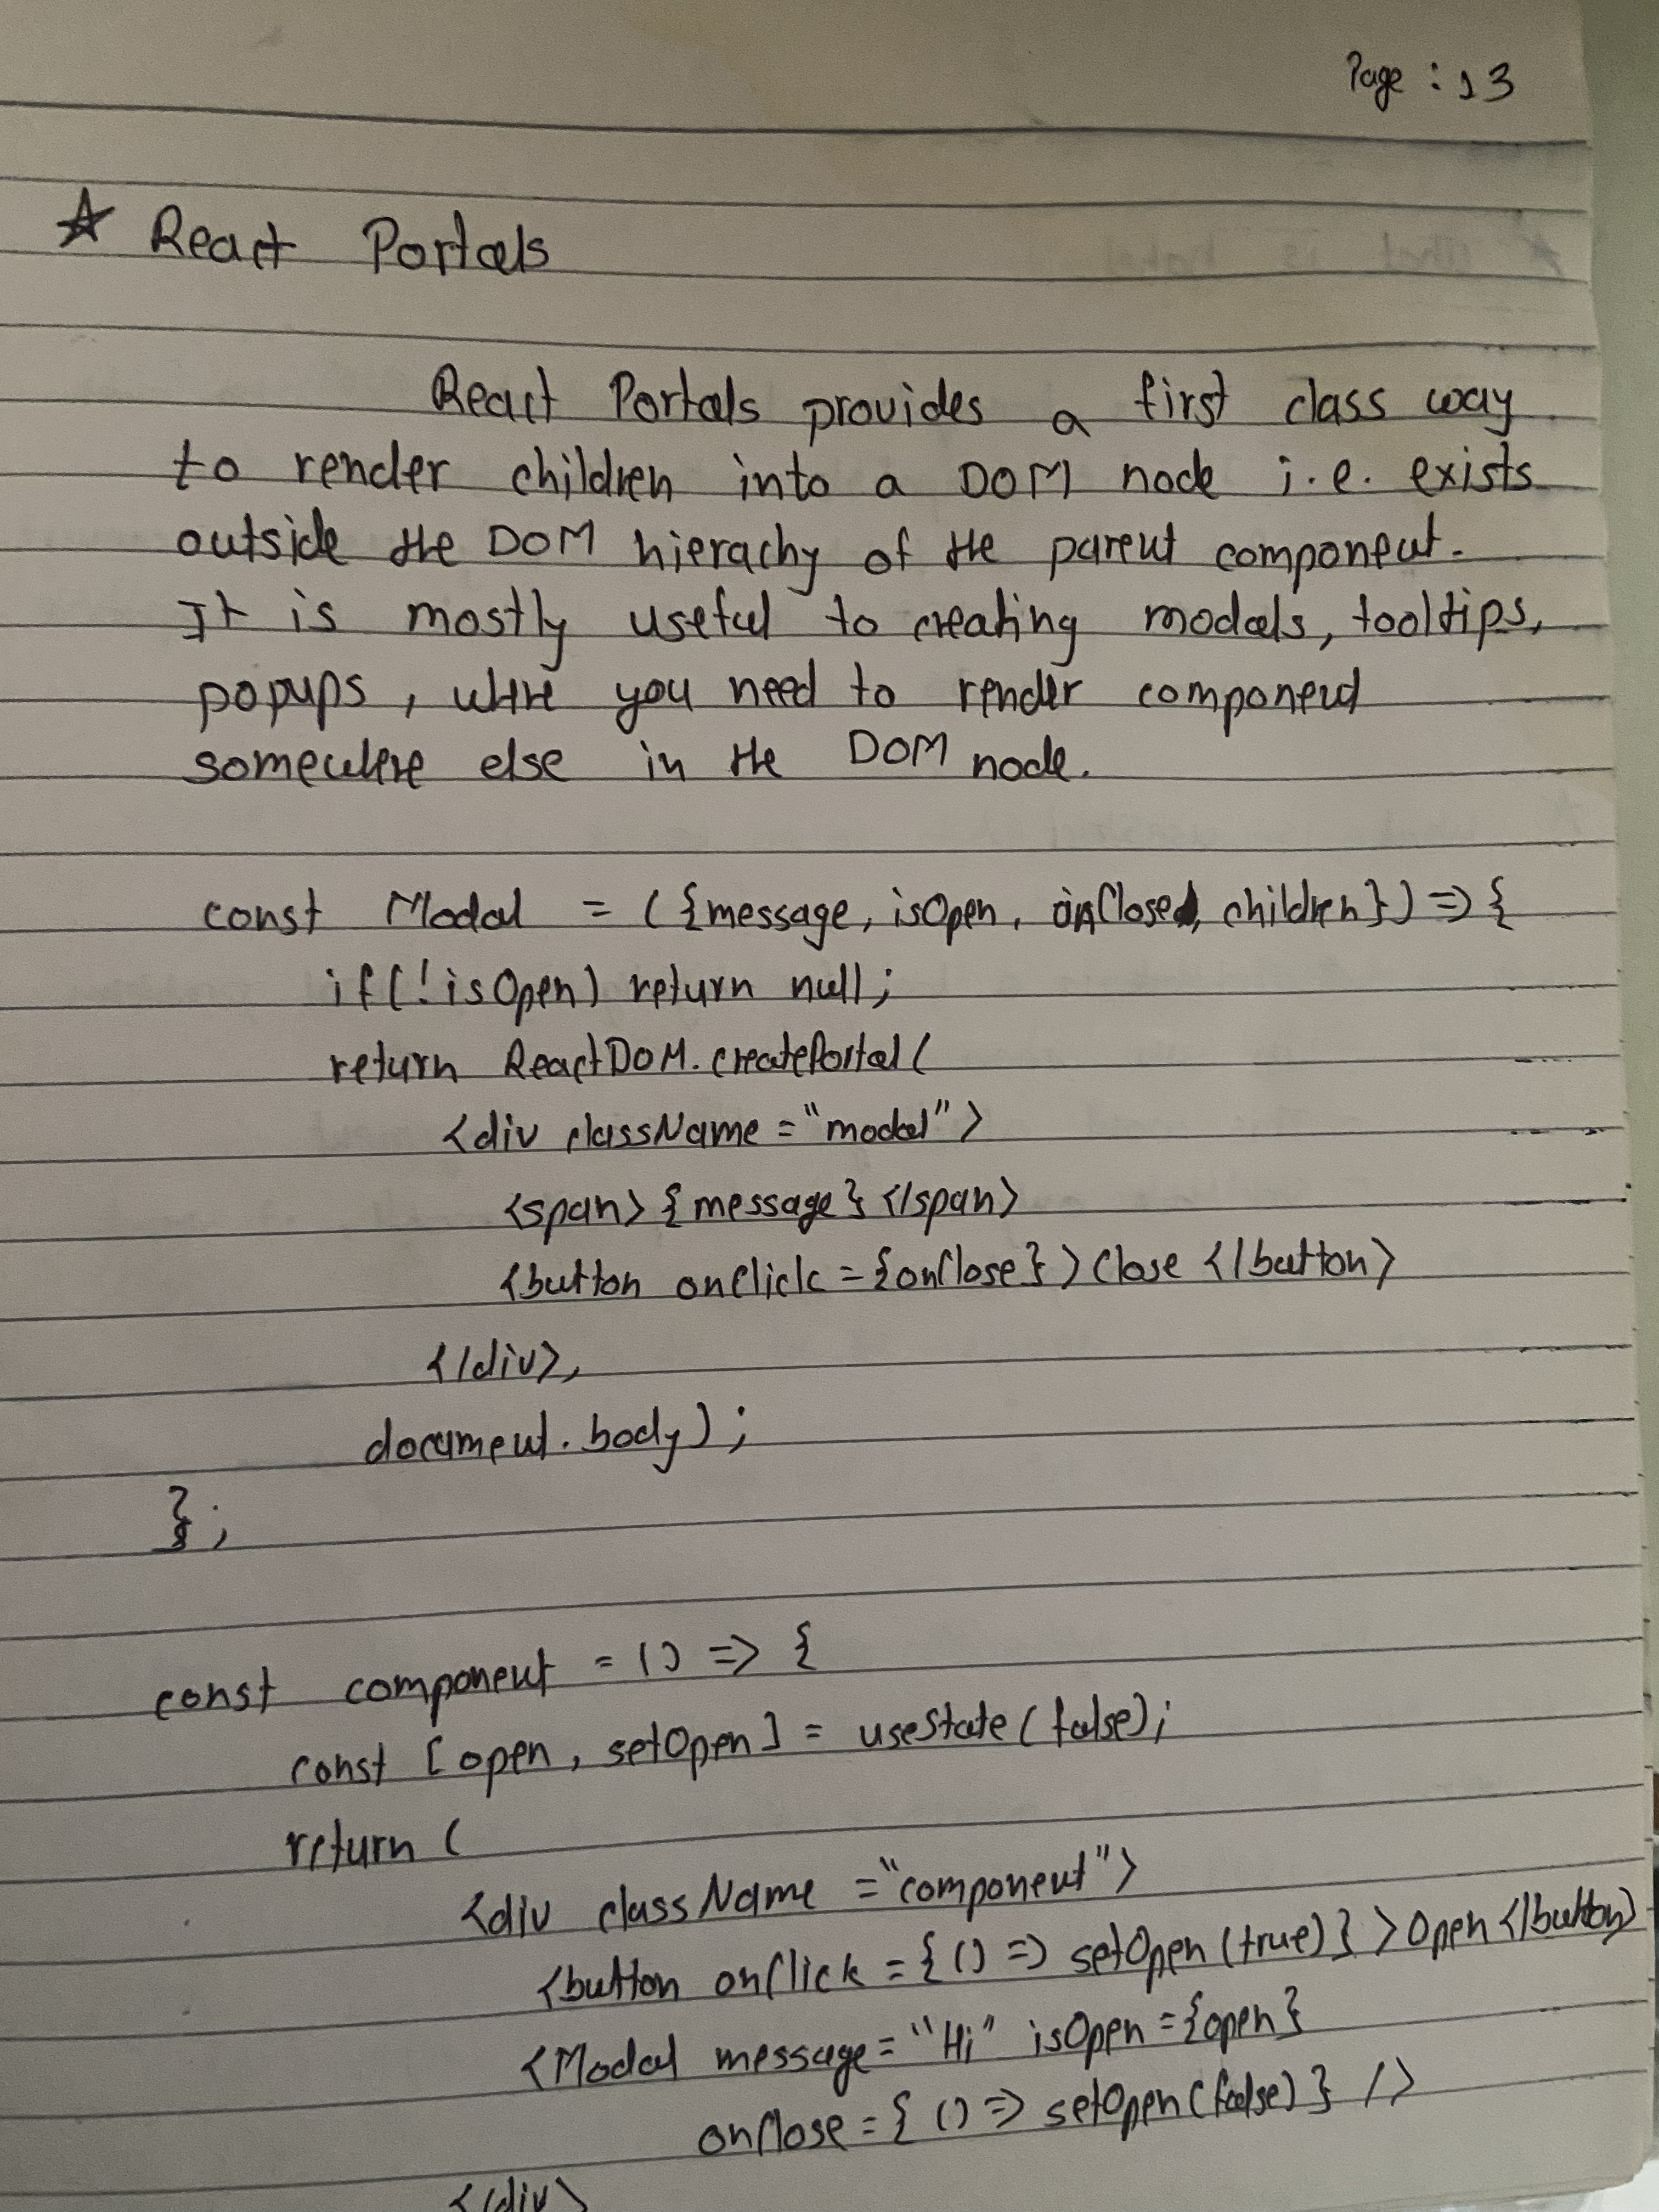 Page : 13
☆ React Portals
React Portals provides a first class way
to render children into a DOM node i.e. exists
outside the DOM hierachy of the parent component.
It is mostly useful to creating modals, tooltips,
popups, where you need to render component
somewhere else in the DOM node.
const Modal = ({message, isOpen, onClose, children}) => {
if(!isOpen) return null;
return ReactDOM.createPortal(
<div className="modal">
<span>{message}</span>
<button onClick={onClose}>Close</button>
</div>,
document.body);
};
const component = () => {
const [open, setOpen] = useState(false);
return (
<div className="component">
<button onClick={() => setOpen(true)}>Open</button>
<Modal message="Hi" isOpen={open}
onClose={() => setOpen(false)} />
</div>